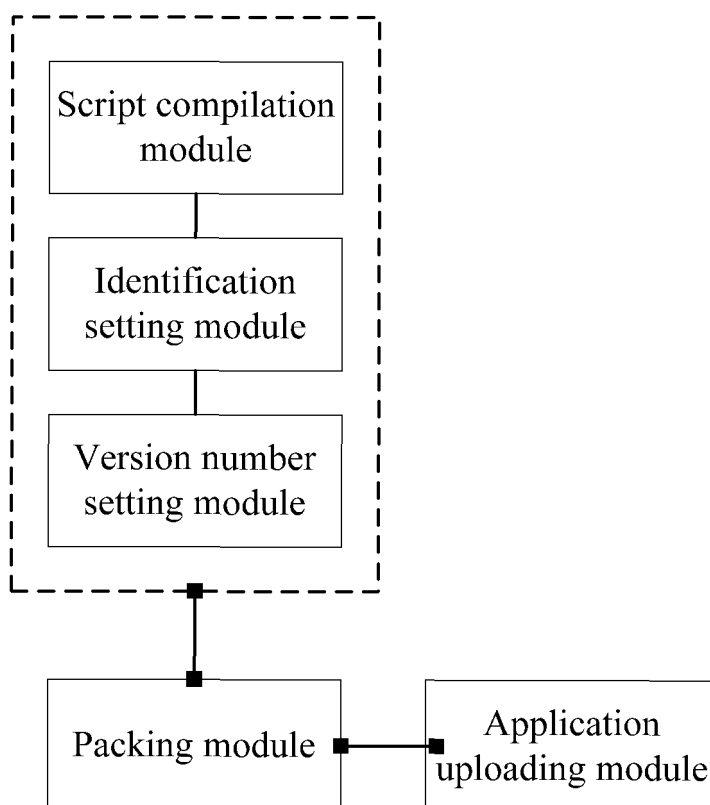 Script compilation
module
Identification
setting module
Version number
setting module
Packing module
Application
uploading module